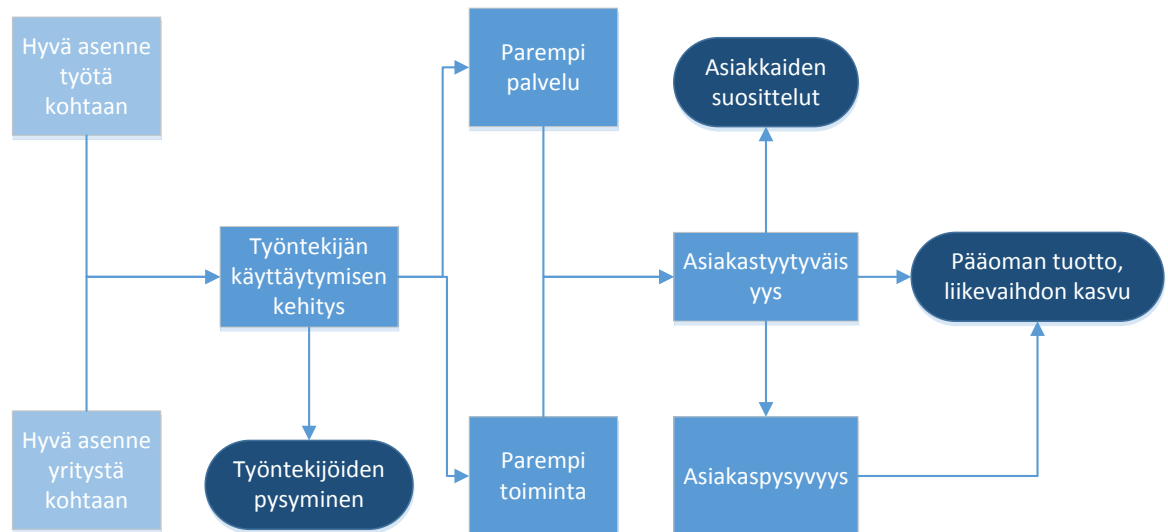 Hyvä asenne
työtä
kohtaan
Parempi
palvelu
Asiakkaiden
suosittelut
Työntekijän
käyttäytymisen
kehitys
Asiakastyytyväis
yys
Pääoman tuotto,
liikevaihdon kasvu
Hyvä asenne
yritystä
kohtaan
Työntekijöiden
pysyminen
Parempi
toiminta
Asiakaspysyvyys